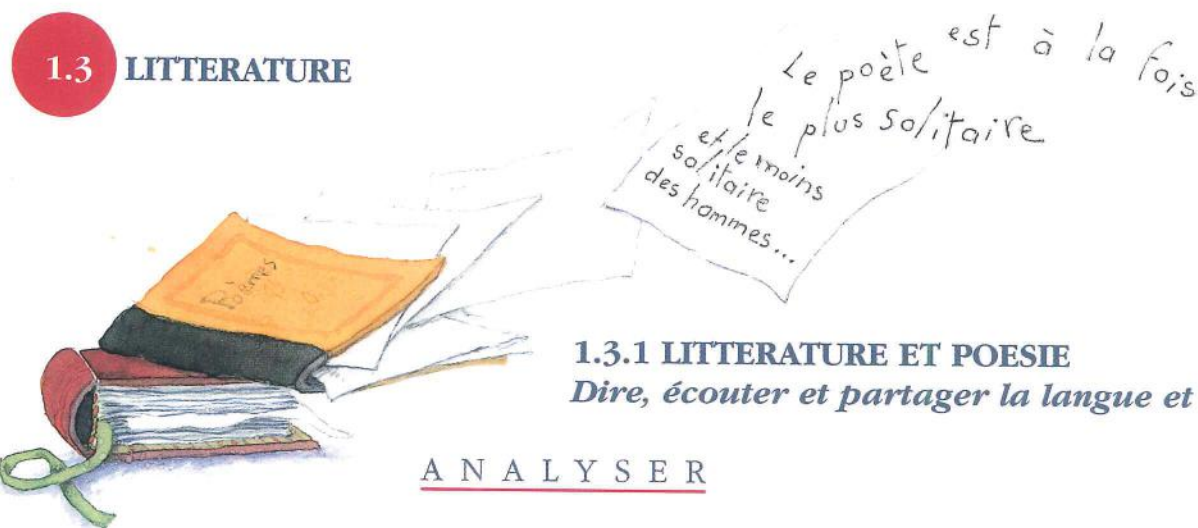 1.3 LITTERATURE
Le poète est à la fois
le plus solitaire
et le moins
solitaire
des hommes...
Poèmes
1.3.1 LITTERATURE ET POESIE
Dire, écouter et partager la langue et
ANALYSER